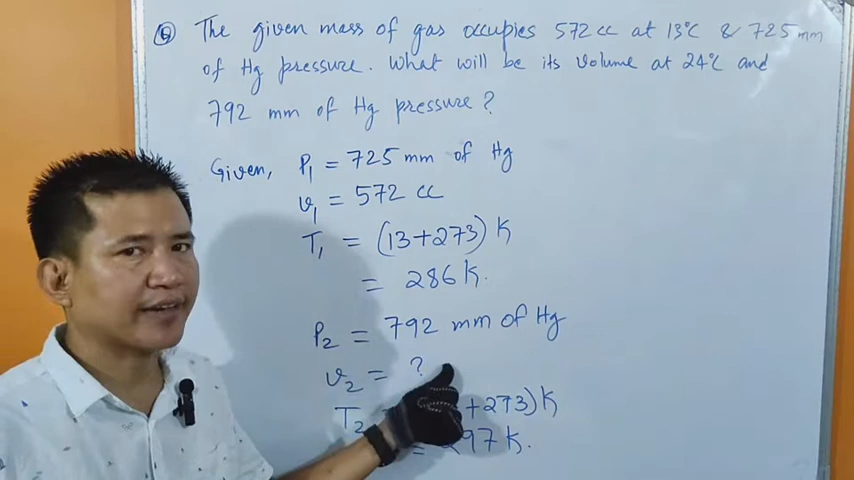 Q The given mass of gas occupies 572 cc at 13°C & 725 mm
of Hg pressure. What will be its volume at 24°C and
792 mm of Hg pressure?
Given, P₁ = 725 mm of Hg
v₁ = 572 cc
T₁ = (13+273) K
= 286 K.
P₂ = 792 mm of Hg
v₂ = ?
T₂ +273) K
= 97 K.